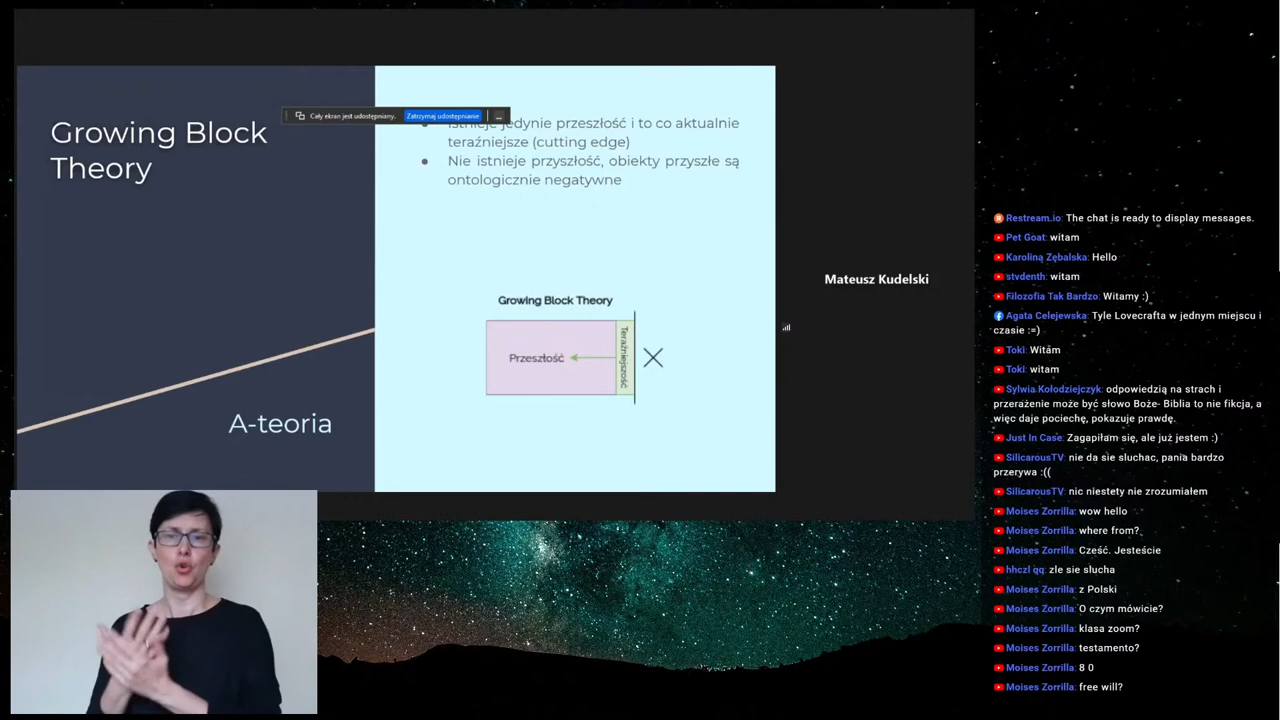 Growing Block
Theory
A-teoria
Cały ekran jest udostępniany.
Zatrzymaj udostępnianie
...
Istnieje jedynie przeszłość i to co aktualnie
teraźniejsze (cutting edge)
Nie istnieje przyszłość, obiekty przyszłe są
ontologicznie negatywne
Growing Block Theory
Przeszłość
Teraźniejszość
Mateusz Kudelski
Restream.io: The chat is ready to display messages.
Pet Goat: witam
Karolina Zębalska: Hello
stvdenth: witam
Filozofia Tak Bardzo: Witamy :)
Agata Celejewska: Tyle Lovecrafta w jednym miejscu i
czasie :=)
Toki: Witam
Toki: witam
Sylwia Kołodziejczyk: odpowiedzią na strach i
przerażenie może być słowo Boże- Biblia to nie fikcja, a
więc daje pociechę, pokazuje prawdę.
Just In Case: Zagapiłam się, ale już jestem :)
SilicarousTV: nie da sie sluchac, pania bardzo
przerywa :((
SilicarousTV: nic niestety nie zrozumiałem
Moises Zorrilla: wow hello
Moises Zorrilla: where from?
Moises Zorrilla: Cześć. Jesteście
hhczl qq: zle sie slucha
Moises Zorrilla: z Polski
Moises Zorrilla: O czym mówicie?
Moises Zorrilla: klasa zoom?
Moises Zorrilla: testamento?
Moises Zorrilla: 8 0
Moises Zorrilla: free will?